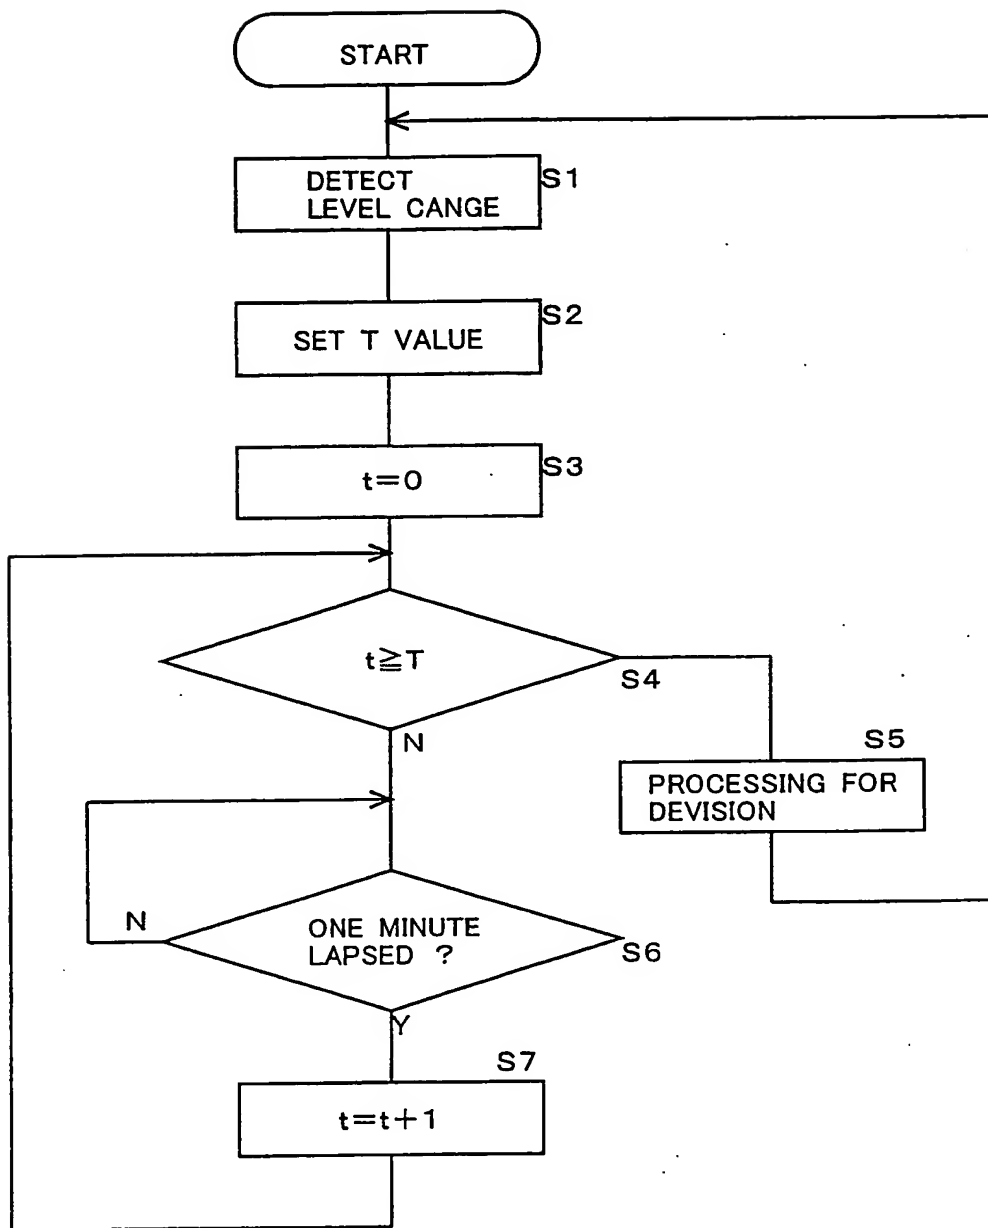 START
DETECT
LEVEL CANGE
S1
SET T VALUE
S2
t=0
S3
t≧T
S4
N
S5
PROCESSING FOR
DEVISION
N
ONE MINUTE
LAPSED ?
S6
Y
S7
t=t+1